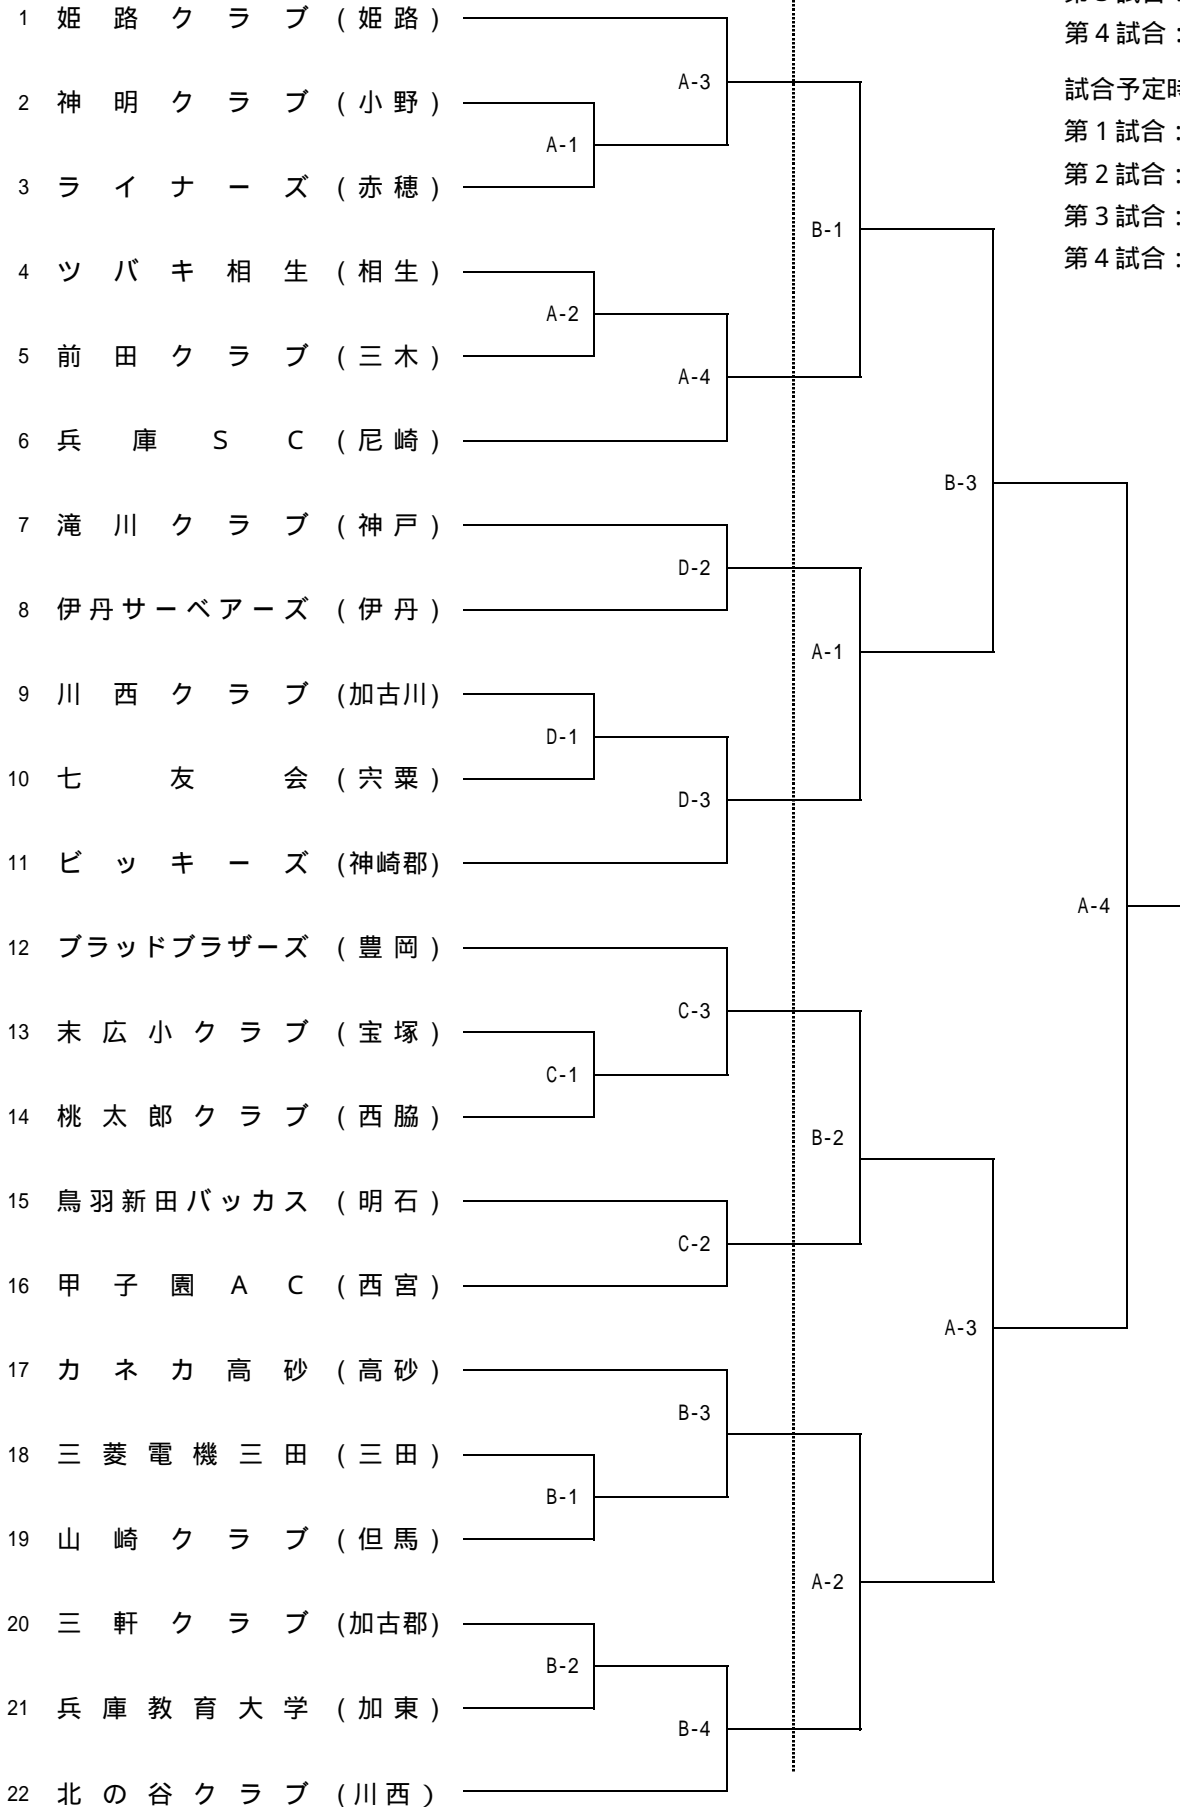 1 姫路クラブ (姫路)
2 神明クラブ (小野)
3 ライナーズ (赤穂)
4 ツバキ相生 (相生)
5 前田クラブ (三木)
6 兵庫SC (尼崎)
7 滝川クラブ (神戸)
8 伊丹サーベアーズ (伊丹)
9 川西クラブ (加古川)
10 七友会 (宍粟)
11 ビッキーズ (神崎郡)
12 ブラッドブラザーズ (豊岡)
13 末広小クラブ (宝塚)
14 桃太郎クラブ (西脇)
15 鳥羽新田バッカス (明石)
16 甲子園AC (西宮)
17 カネカ高砂 (高砂)
18 三菱電機三田 (三田)
19 山崎クラブ (但馬)
20 三軒クラブ (加古郡)
21 兵庫教育大学 (加東)
22 北の谷クラブ (川西)
A-1
A-2
D-1
C-1
B-1
B-2
A-3
A-4
D-2
D-3
C-3
C-2
B-3
B-4
B-1
A-1
B-2
A-2
B-3
A-3
A-4
第4試合：
試合予定時
第1試合：
第2試合：
第3試合：
第4試合：